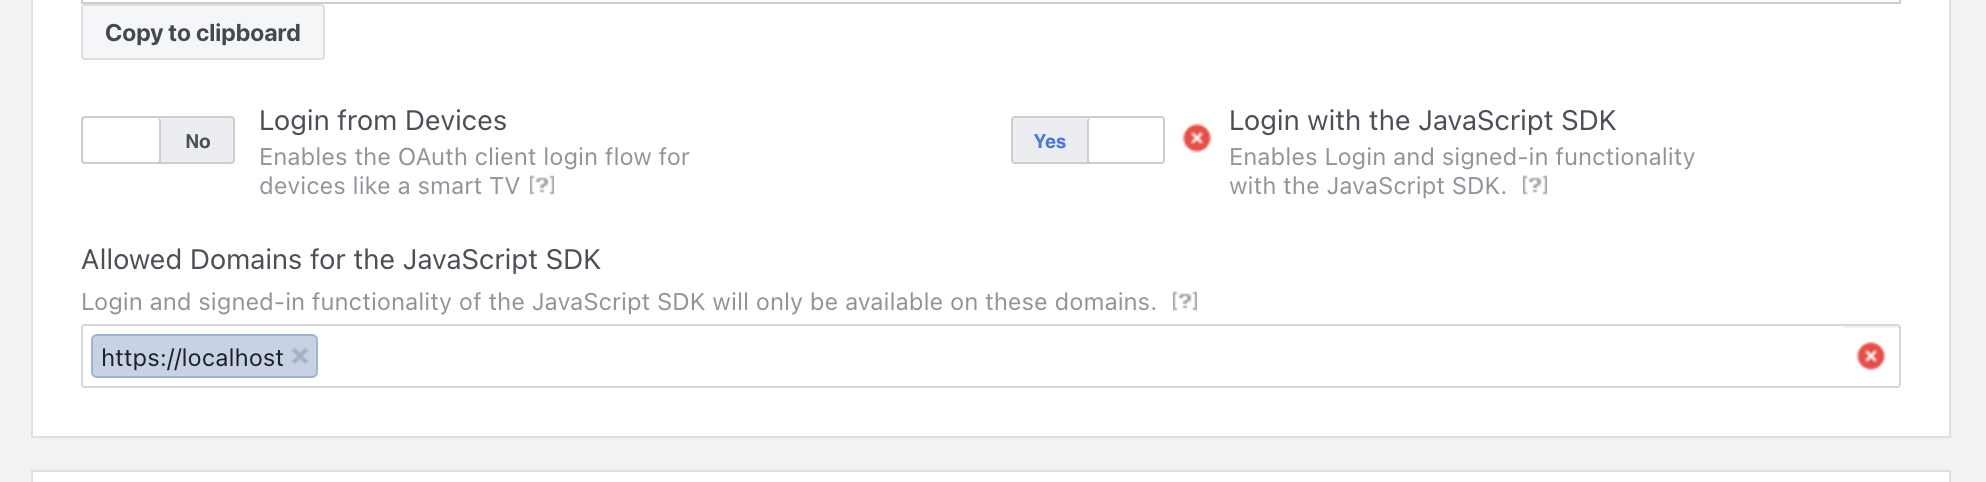 Copy to clipboard
No
Login from Devices
Enables the OAuth client login flow for
devices like a smart TV [?]
Yes
Login with the JavaScript SDK
Enables Login and signed-in functionality
with the JavaScript SDK. [?]
Allowed Domains for the JavaScript SDK
Login and signed-in functionality of the JavaScript SDK will only be available on these domains. [?]
https://localhost